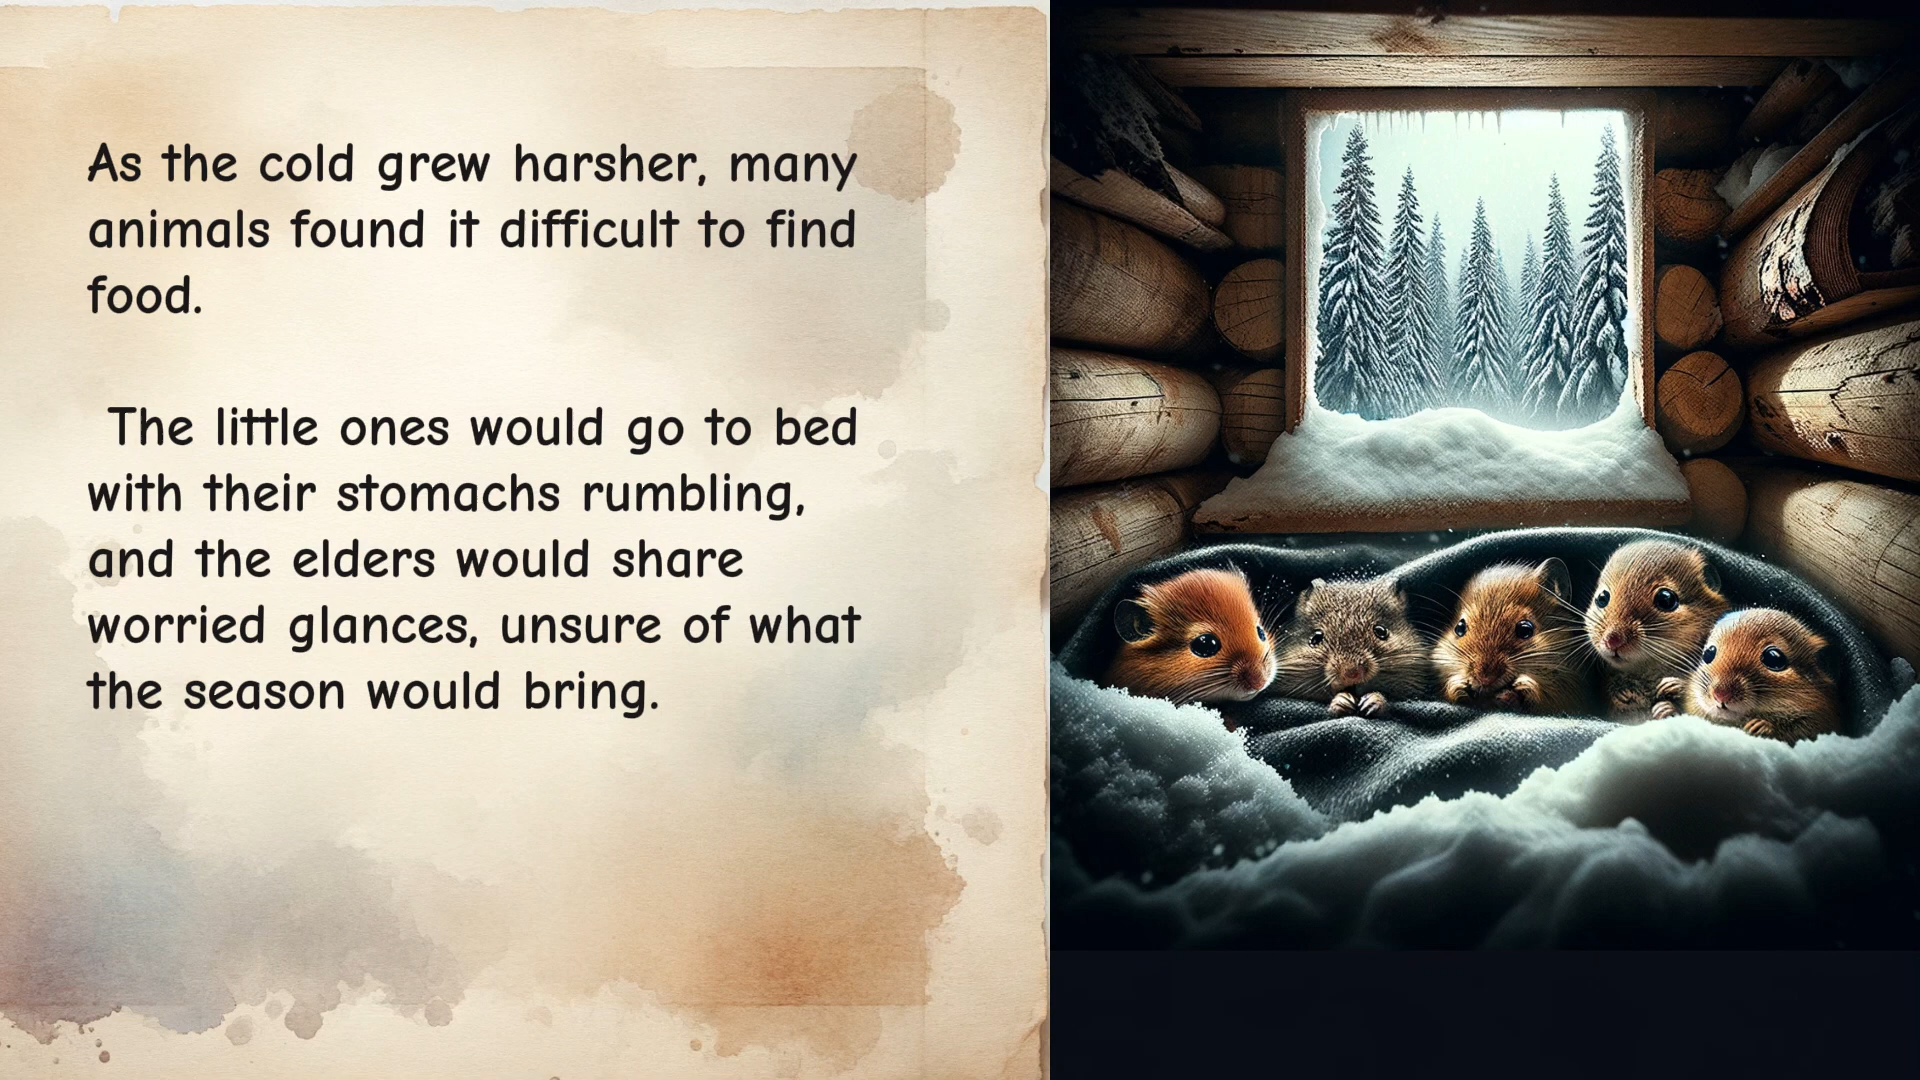 As the cold grew harsher, many
animals found it difficult to find
food.
The little ones would go to bed
with their stomachs rumbling,
and the elders would share
worried glances, unsure of what
the season would bring.